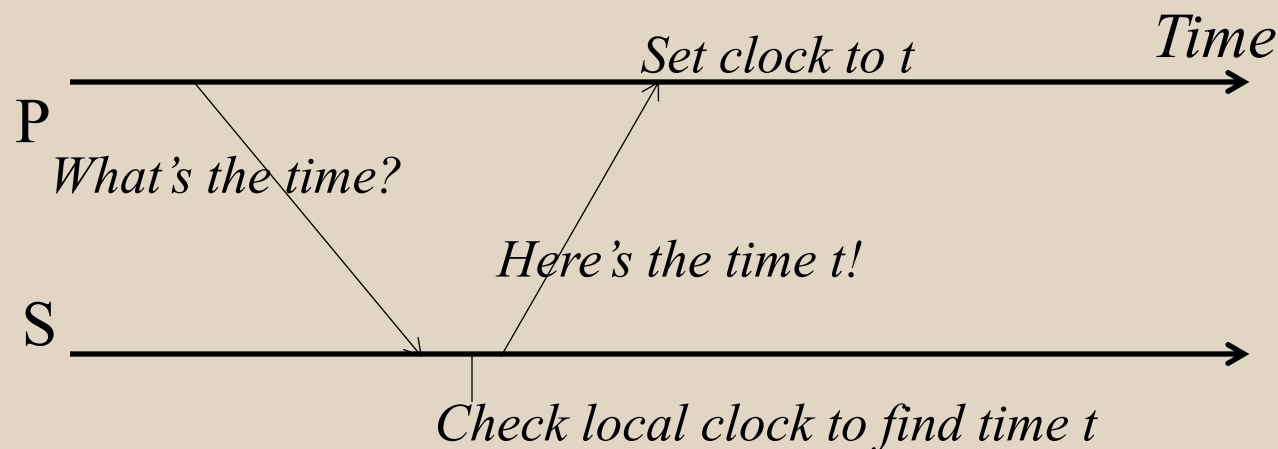 Time
Set clock to t
P
What’s the time?
Here’s the time t!
S
Check local clock to find time t